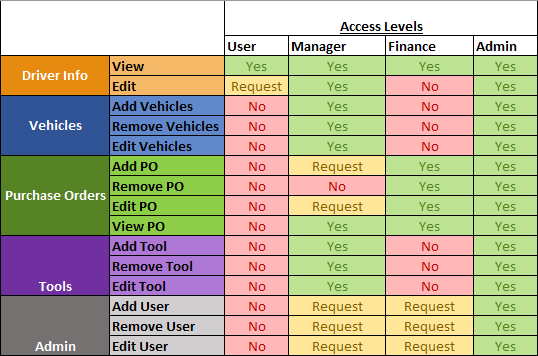 Access Levels
User Manager Finance Admin
Driver Info View Yes Yes Yes Yes
Edit Request Yes No Yes
Vehicles Add Vehicles No Yes No Yes
Remove Vehicles No Yes No Yes
Edit Vehicles No Yes No Yes
Purchase Orders Add PO No Request Yes Yes
Remove PO No No Yes Yes
Edit PO No Request Yes Yes
View PO No Yes Yes Yes
Tools Add Tool No Yes No Yes
Remove Tool No Yes No Yes
Edit Tool No Yes No Yes
Admin Add User No Request Request Yes
Remove User No Request Request Yes
Edit User No Request Request Yes